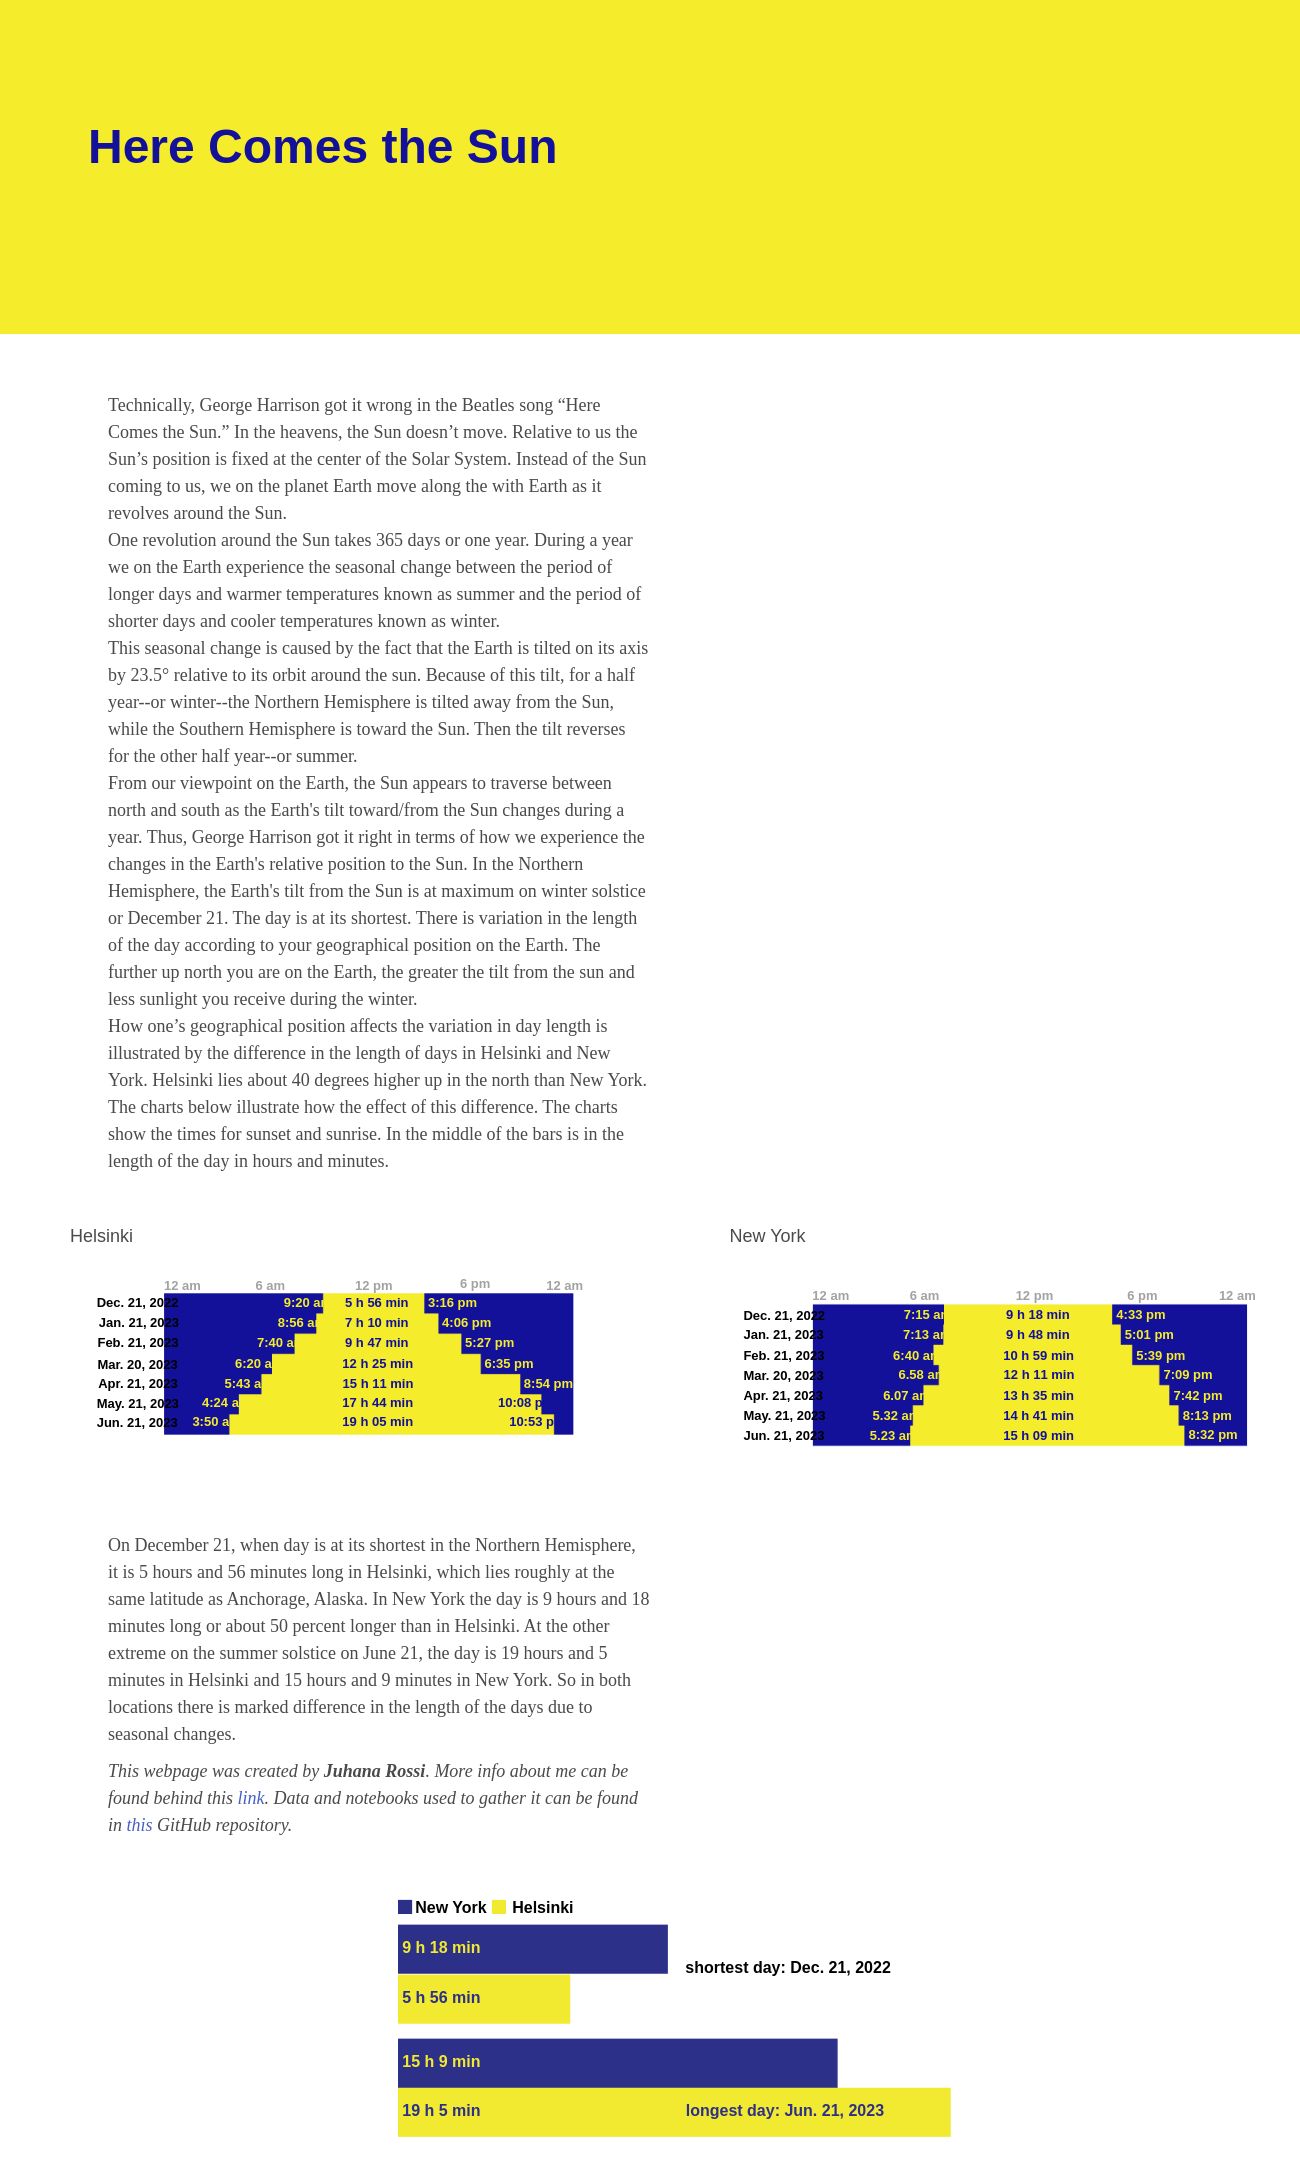 Here Comes the Sun
Technically, George Harrison got it wrong in the Beatles song “Here
Comes the Sun.” In the heavens, the Sun doesn’t move. Relative to us the
Sun’s position is fixed at the center of the Solar System. Instead of the Sun
coming to us, we on the planet Earth move along the with Earth as it
revolves around the Sun.
One revolution around the Sun takes 365 days or one year. During a year
we on the Earth experience the seasonal change between the period of
longer days and warmer temperatures known as summer and the period of
shorter days and cooler temperatures known as winter.
This seasonal change is caused by the fact that the Earth is tilted on its axis
by 23.5° relative to its orbit around the sun. Because of this tilt, for a half
year--or winter--the Northern Hemisphere is tilted away from the Sun,
while the Southern Hemisphere is toward the Sun. Then the tilt reverses
for the other half year--or summer.
From our viewpoint on the Earth, the Sun appears to traverse between
north and south as the Earth's tilt toward/from the Sun changes during a
year. Thus, George Harrison got it right in terms of how we experience the
changes in the Earth's relative position to the Sun. In the Northern
Hemisphere, the Earth's tilt from the Sun is at maximum on winter solstice
or December 21. The day is at its shortest. There is variation in the length
of the day according to your geographical position on the Earth. The
further up north you are on the Earth, the greater the tilt from the sun and
less sunlight you receive during the winter.
How one’s geographical position affects the variation in day length is
illustrated by the difference in the length of days in Helsinki and New
York. Helsinki lies about 40 degrees higher up in the north than New York.
The charts below illustrate how the effect of this difference. The charts
show the times for sunset and sunrise. In the middle of the bars is in the
length of the day in hours and minutes.
Helsinki
12 am 6 am 12 pm 6 pm 12 am
Dec. 21, 2022 9:20 am 5 h 56 min 3:16 pm
Jan. 21, 2023 8:56 am 7 h 10 min 4:06 pm
Feb. 21, 2023 7:40 a 9 h 47 min 5:27 pm
Mar. 20, 2023 6:20 a 12 h 25 min 6:35 pm
Apr. 21, 2023 5:43 a 15 h 11 min 8:54 pm
May. 21, 2023 4:24 a 17 h 44 min 10:08 p
Jun. 21, 2023 3:50 a 19 h 05 min 10:53 p
New York
12 am 6 am 12 pm 6 pm 12 am
Dec. 21, 2022 7:15 am 9 h 18 min 4:33 pm
Jan. 21, 2023 7:13 am 9 h 48 min 5:01 pm
Feb. 21, 2023 6:40 am 10 h 59 min 5:39 pm
Mar. 20, 2023 6.58 am 12 h 11 min 7:09 pm
Apr. 21, 2023 6.07 am 13 h 35 min 7:42 pm
May. 21, 2023 5.32 am 14 h 41 min 8:13 pm
Jun. 21, 2023 5.23 am 15 h 09 min 8:32 pm
On December 21, when day is at its shortest in the Northern Hemisphere,
it is 5 hours and 56 minutes long in Helsinki, which lies roughly at the
same latitude as Anchorage, Alaska. In New York the day is 9 hours and 18
minutes long or about 50 percent longer than in Helsinki. At the other
extreme on the summer solstice on June 21, the day is 19 hours and 5
minutes in Helsinki and 15 hours and 9 minutes in New York. So in both
locations there is marked difference in the length of the days due to
seasonal changes.
This webpage was created by Juhana Rossi. More info about me can be
found behind this link. Data and notebooks used to gather it can be found
in this GitHub repository.
New York Helsinki
9 h 18 min
shortest day: Dec. 21, 2022
5 h 56 min
15 h 9 min
19 h 5 min longest day: Jun. 21, 2023